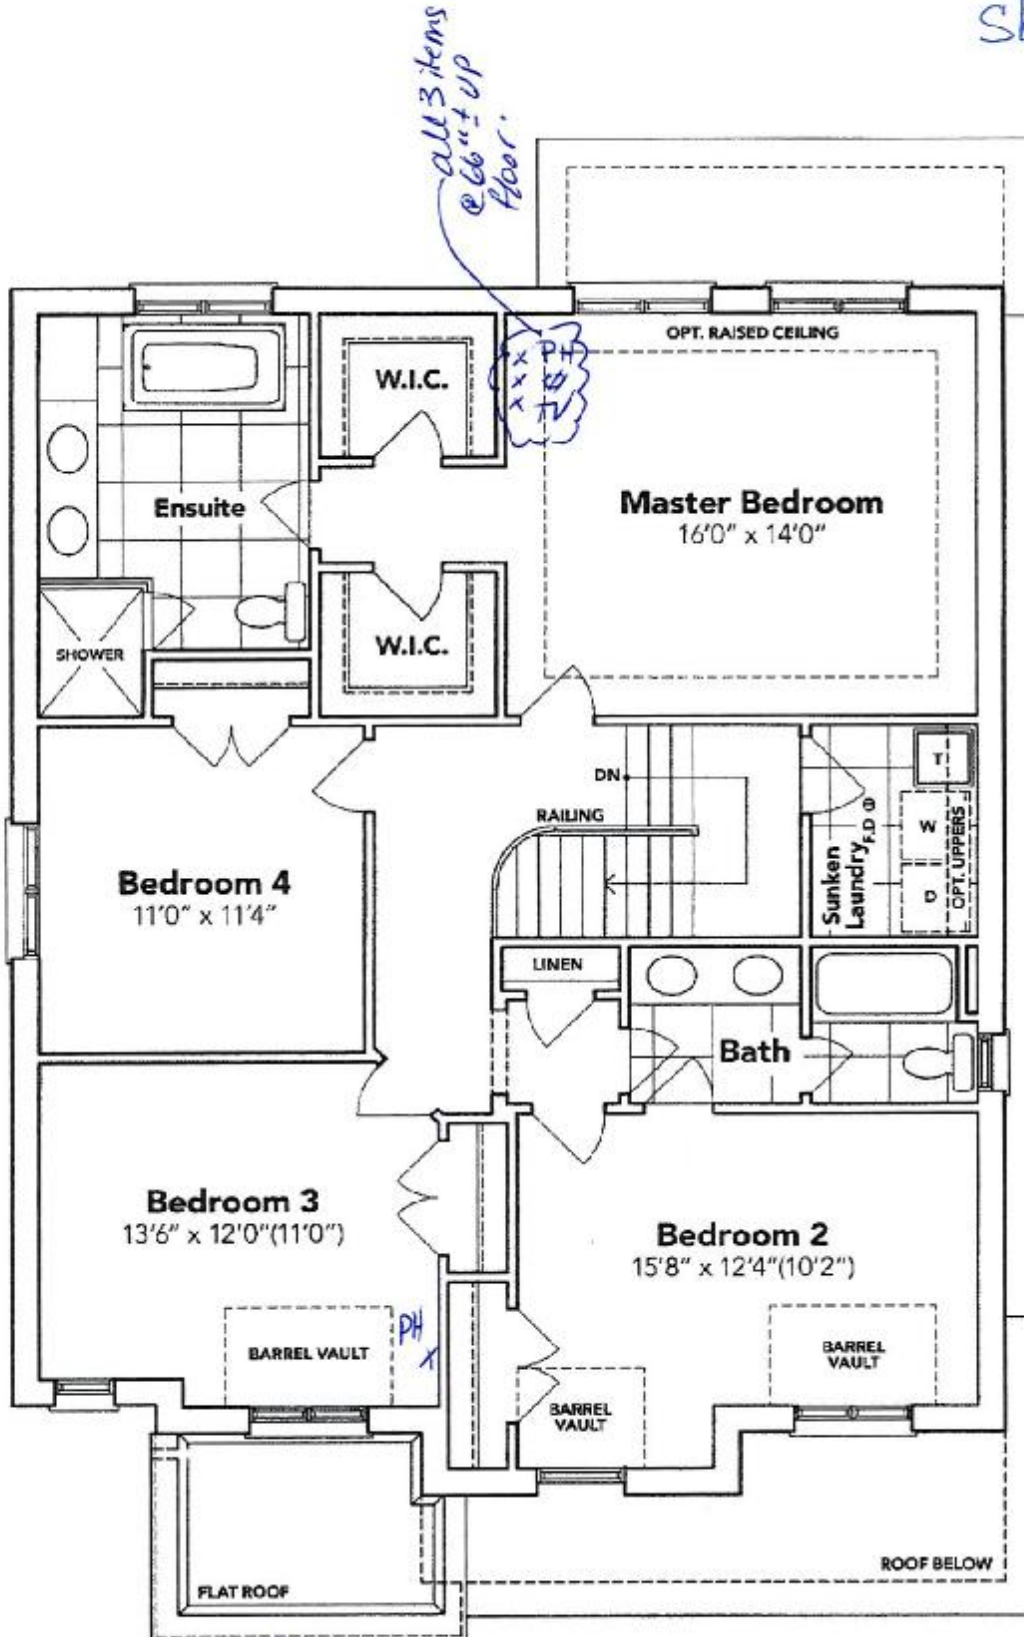 all 3 items
@ 66" ± UP
floor.
OPT. RAISED CEILING
x PH
x
x TV
W.I.C.
Master Bedroom
16'0" x 14'0"
Ensuite
W.I.C.
SHOWER
DN
RAILING
T
W
D
OPT. UPPERS
F.D
Sunken
Laundry
Bedroom 4
11'0" x 11'4"
LINEN
Bath
Bedroom 3
13'6" x 12'0"(11'0")
Bedroom 2
15'8" x 12'4"(10'2")
PH
x
BARREL VAULT
BARREL
VAULT
BARREL
VAULT
ROOF BELOW
FLAT ROOF